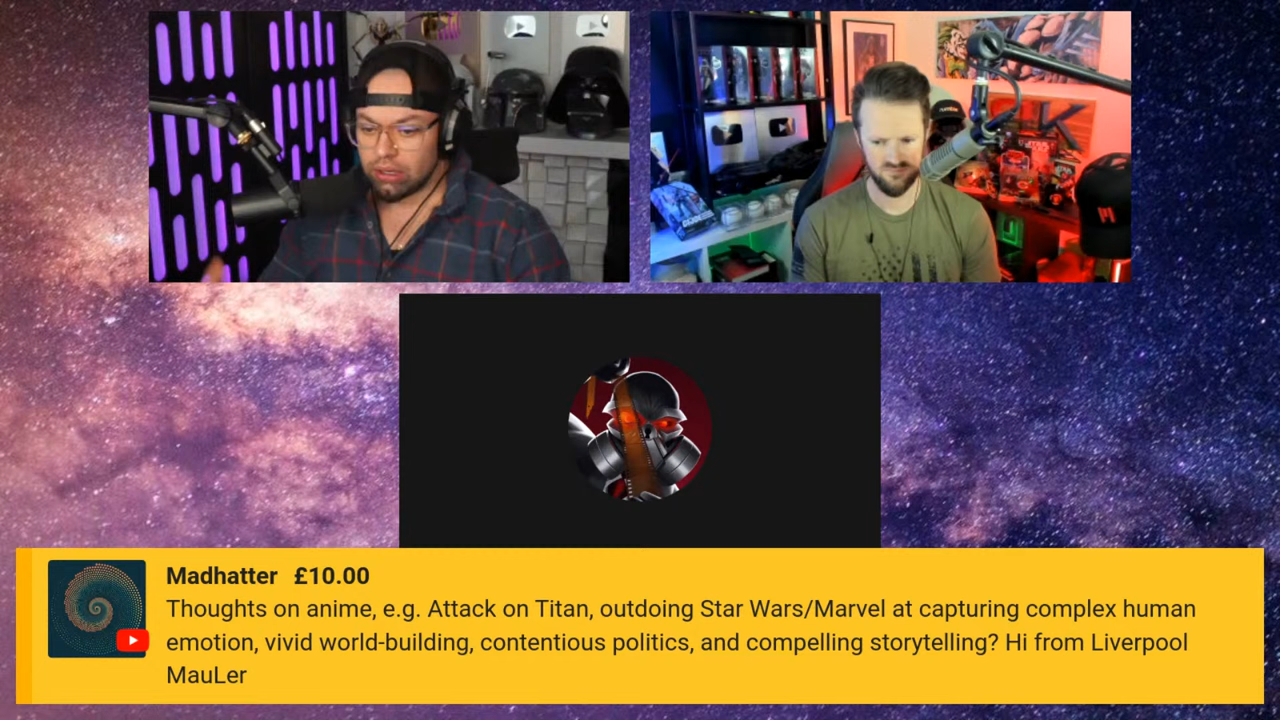 Madhatter £10.00
Thoughts on anime, e.g. Attack on Titan, outdoing Star Wars/Marvel at capturing complex human
emotion, vivid world-building, contentious politics, and compelling storytelling? Hi from Liverpool
MauLer